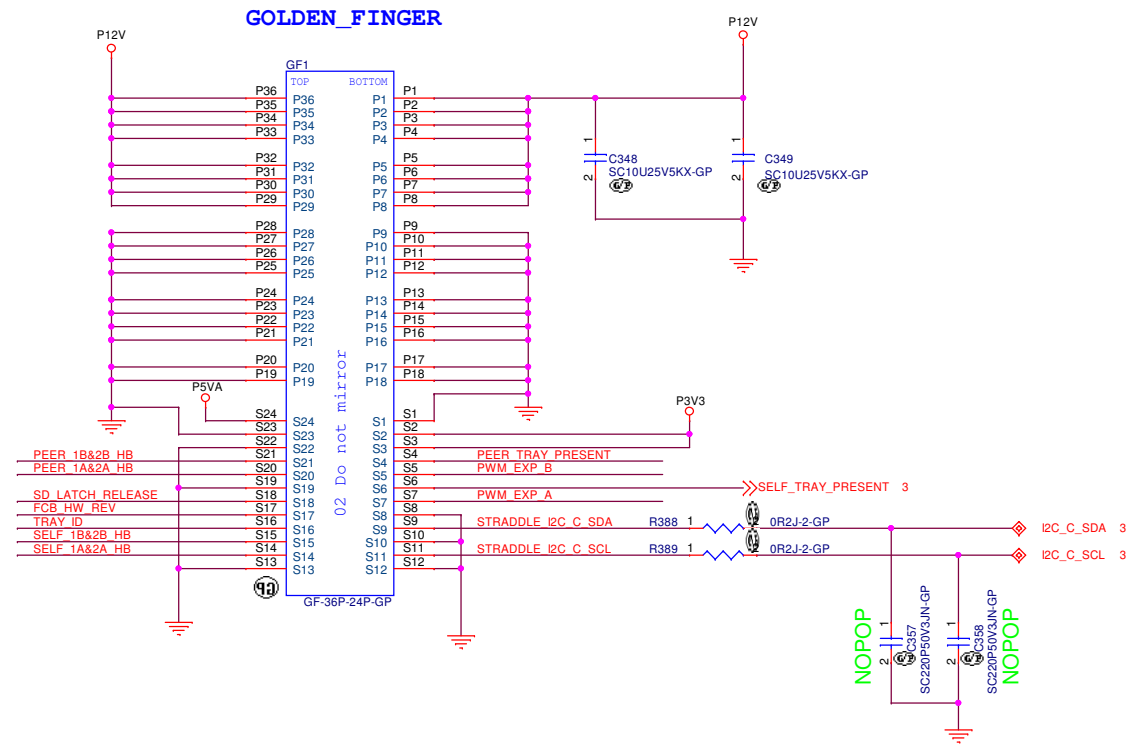 GOLDEN_FINGER
P12V
P12V
GF1
TOP BOTTOM
P36 P36 P1 P1
P35 P35 P2 P2
P34 P34 P3 P3
P33 P33 P4 P4
P32 P32 P5 P5
P31 P31 P6 P6
P30 P30 P7 P7
P29 P29 P8 P8
C348
SC10U25V5KX-GP
1
2
G/P
C349
SC10U25V5KX-GP
1
2
G/P
P28 P28 P9 P9
P27 P27 P10 P10
P26 P26 P11 P11
P25 P25 P12 P12
P24 P24 P13 P13
P23 P23 P14 P14
P22 P22 P15 P15
P21 P21 P16 P16
P20 P20 P17 P17
P19 P19 P18 P18
02 Do not mirror
P5VA
P3V3
S24 S24 S1 S1
S23 S23 S2 S2
S22 S22 S3 S3
PEER_1B&2B_HB S21 S21 S4 S4 PEER_TRAY_PRESENT
PEER_1A&2A_HB S20 S20 S5 S5 PWM_EXP_B
S19 S19 S6 S6 SELF_TRAY_PRESENT 3
SD_LATCH_RELEASE S18 S18 S7 S7 PWM_EXP_A
FCB_HW_REV S17 S17 S8 S8
TRAY_ID S16 S16 S9 S9 STRADDLE_I2C_C_SDA R388 1 2 0R2J-2-GP I2C_C_SDA 3
SELF_1B&2B_HB S15 S15 S10 S10
SELF_1A&2A_HB S14 S14 S11 S11 STRADDLE_I2C_C_SCL R389 1 2 0R2J-2-GP I2C_C_SCL 3
S13 S13 S12 S12
GP
GF-36P-24P-GP
NOPOP
1
2
G/P
C357
SC220P50V3JN-GP
1
2
G/P
C358
SC220P50V3JN-GP
NOPOP